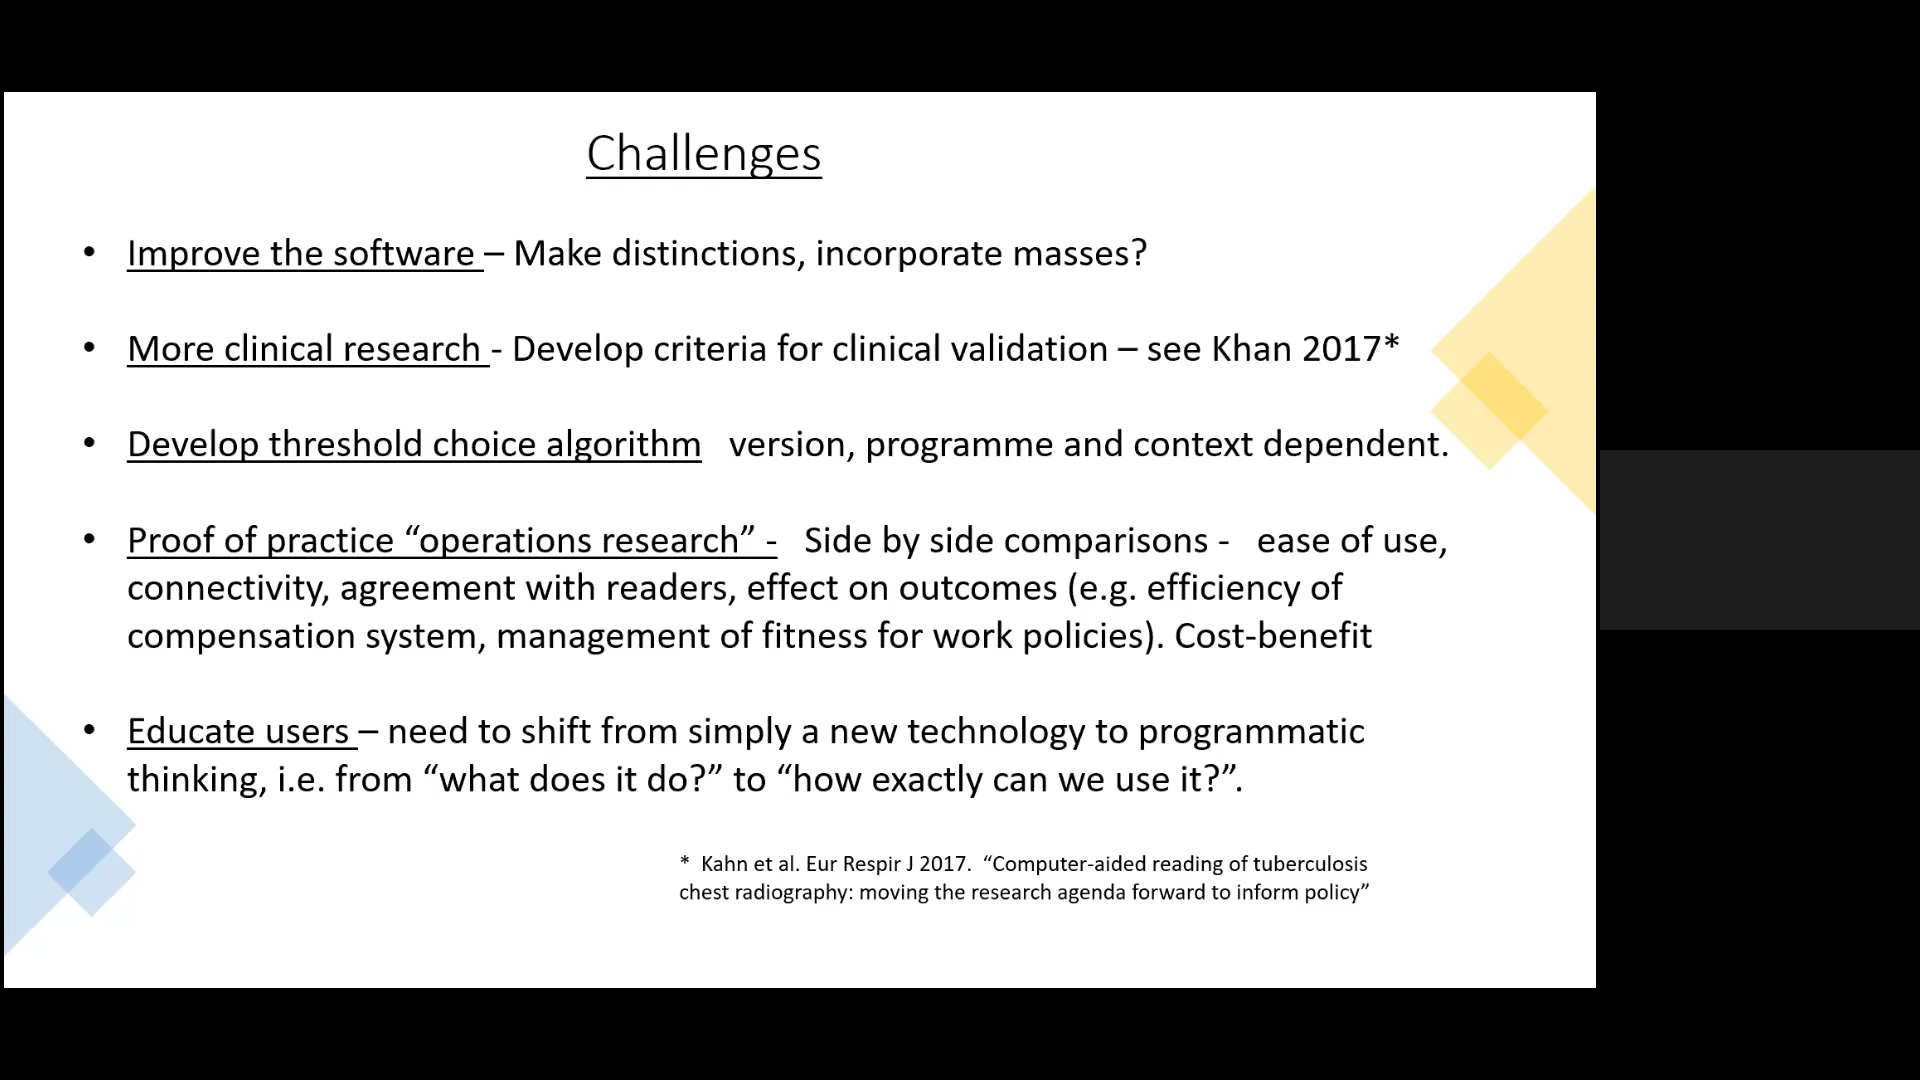 Challenges
• Improve the software – Make distinctions, incorporate masses?
• More clinical research - Develop criteria for clinical validation – see Khan 2017*
• Develop threshold choice algorithm   version, programme and context dependent.
• Proof of practice “operations research” -   Side by side comparisons -   ease of use,
connectivity, agreement with readers, effect on outcomes (e.g. efficiency of
compensation system, management of fitness for work policies). Cost-benefit
• Educate users – need to shift from simply a new technology to programmatic
thinking, i.e. from “what does it do?” to “how exactly can we use it?”.
* Kahn et al. Eur Respir J 2017.  “Computer-aided reading of tuberculosis
chest radiography: moving the research agenda forward to inform policy”